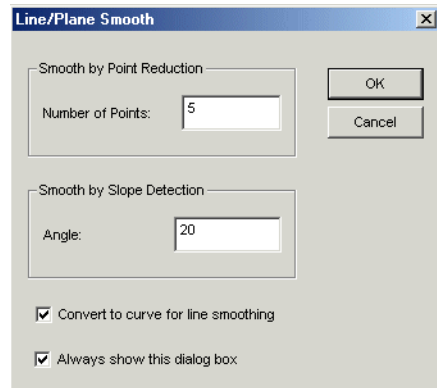 Line/Plane Smooth
Smooth by Point Reduction
Number of Points: 5
OK
Cancel
Smooth by Slope Detection
Angle: 20
Convert to curve for line smoothing
Always show this dialog box